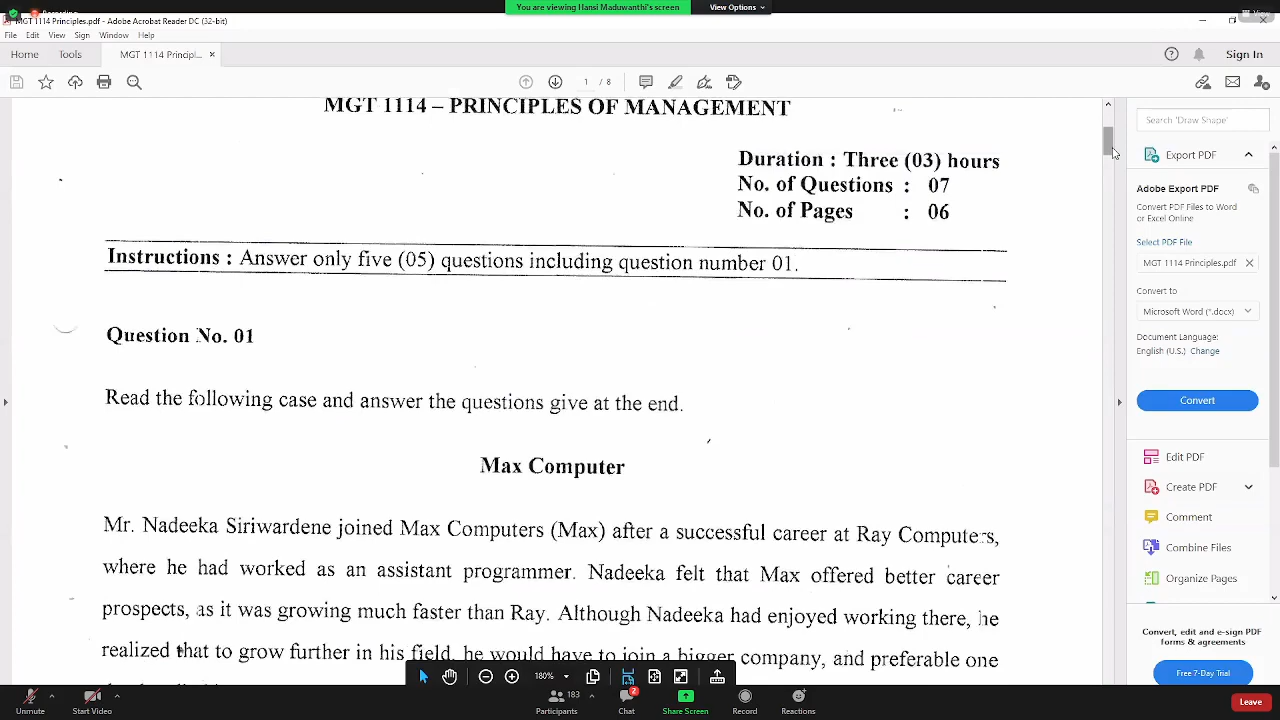 Recording
You are viewing Hansi Maduwanthi's screen
View Options
View
MGT 1114 Principles.pdf - Adobe Acrobat Reader DC (32-bit)
File Edit View Sign Window Help
Home Tools MGT 1114 Principl... ×
Sign In
1 / 8
MGT 1114 – PRINCIPLES OF MANAGEMENT
Duration : Three (03) hours
No. of Questions : 07
No. of Pages : 06
Instructions : Answer only five (05) questions including question number 01.
Question No. 01
Read the following case and answer the questions give at the end.
Max Computer
Mr. Nadeeka Siriwardene joined Max Computers (Max) after a successful career at Ray Computers,
where he had worked as an assistant programmer. Nadeeka felt that Max offered better career
prospects, as it was growing much faster than Ray. Although Nadeeka had enjoyed working there, he
realized that to grow further in his field, he would have to join a bigger company, and preferable one
Search 'Draw Shape'
Export PDF
Adobe Export PDF
Convert PDF Files to Word
or Excel Online
Select PDF File
MGT 1114 Principles.pdf
Convert to
Microsoft Word (*.docx)
Document Language:
English (U.S.) Change
Convert
Edit PDF
Create PDF
Comment
Combine Files
Organize Pages
Convert, edit and e-sign PDF
forms & agreements
Free 7-Day Trial
180%
Unmute
Start Video
183
Participants
2
Chat
Share Screen
Record
Reactions
Leave